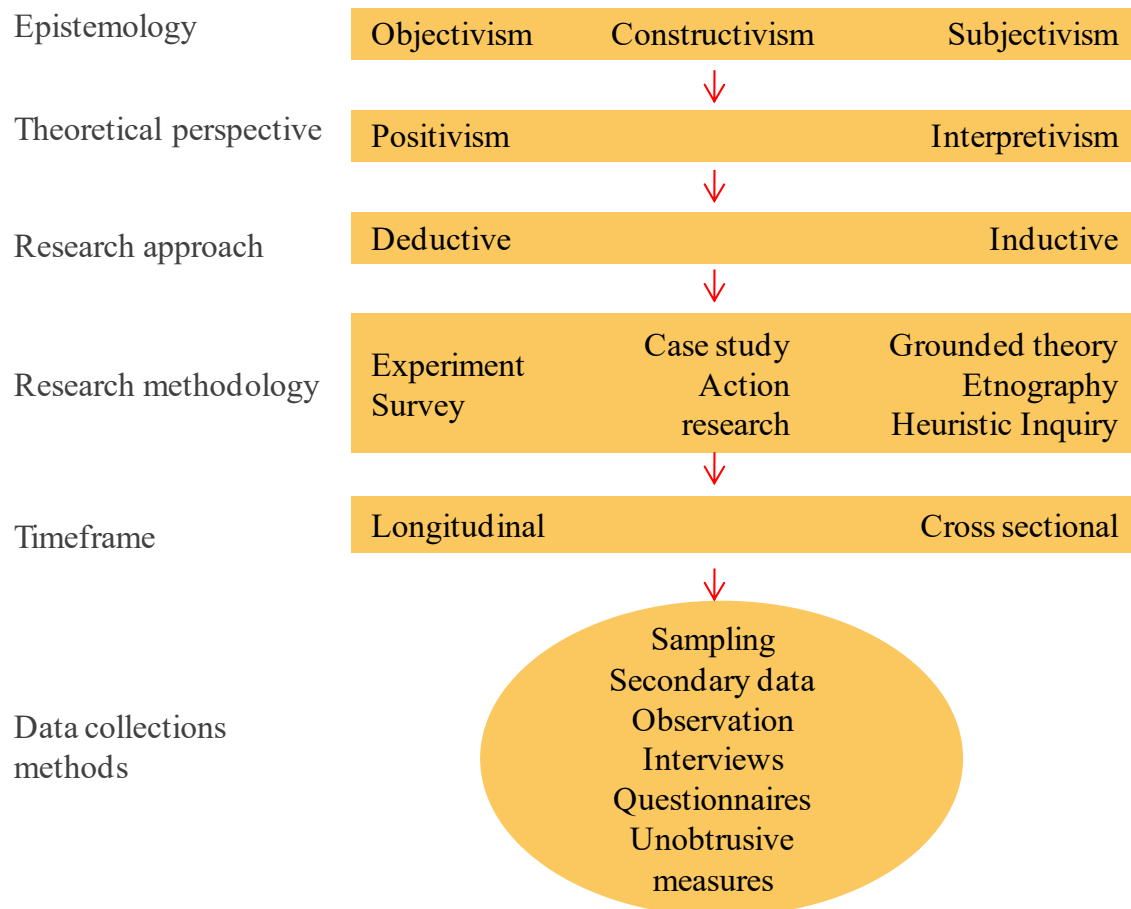 Epistemology
Objectivism Constructivism Subjectivism
Theoretical perspective
Positivism Interpretivism
Research approach
Deductive Inductive
Research methodology
Experiment
Survey
Case study
Action
research
Grounded theory
Etnography
Heuristic Inquiry
Timeframe
Longitudinal Cross sectional
Data collections
methods
Sampling
Secondary data
Observation
Interviews
Questionnaires
Unobtrusive
measures